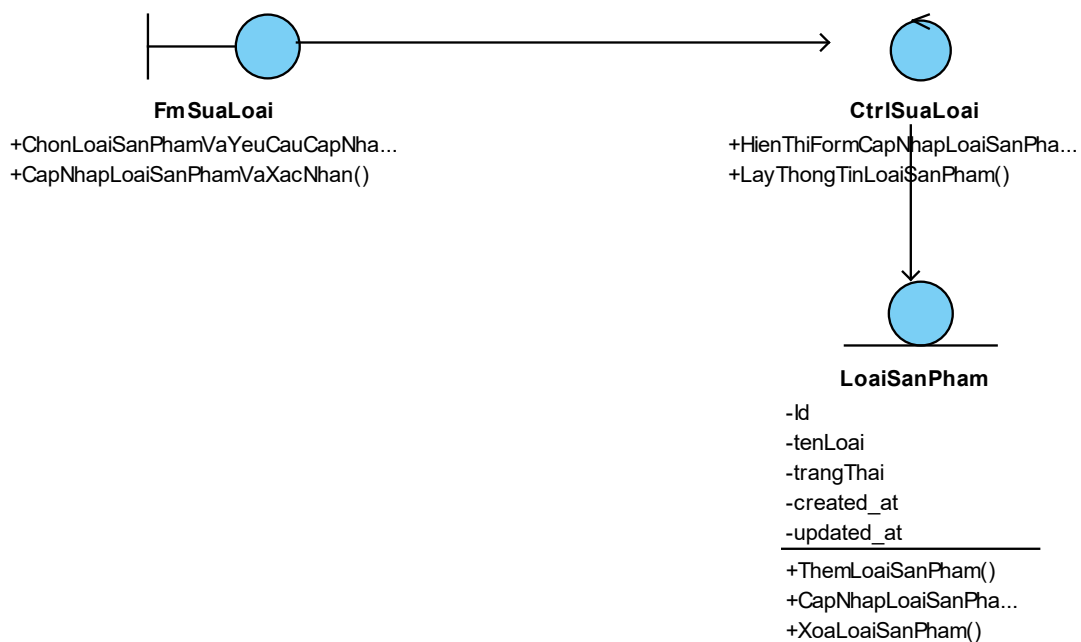 FmSuaLoai
+ChonLoaiSanPhamVaYeuCauCapNha...
+CapNhapLoaiSanPhamVaXacNhan()
CtrlSuaLoai
+HienThiFormCapNhapLoaiSanPha...
+LayThongTinLoaiSanPham()
LoaiSanPham
-Id
-tenLoai
-trangThai
-created_at
-updated_at
+ThemLoaiSanPham()
+CapNhapLoaiSanPha...
+XoaLoaiSanPham()